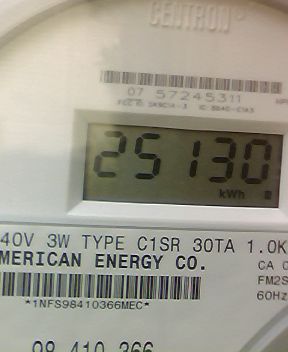 CENTRON
07 57245311
25130
kWh
40V 3W TYPE C1SR 30TA 1.0K
MERICAN ENERGY CO.
CA 0
FM2S
60Hz
*1NFS98410366MEC*
98 410 366